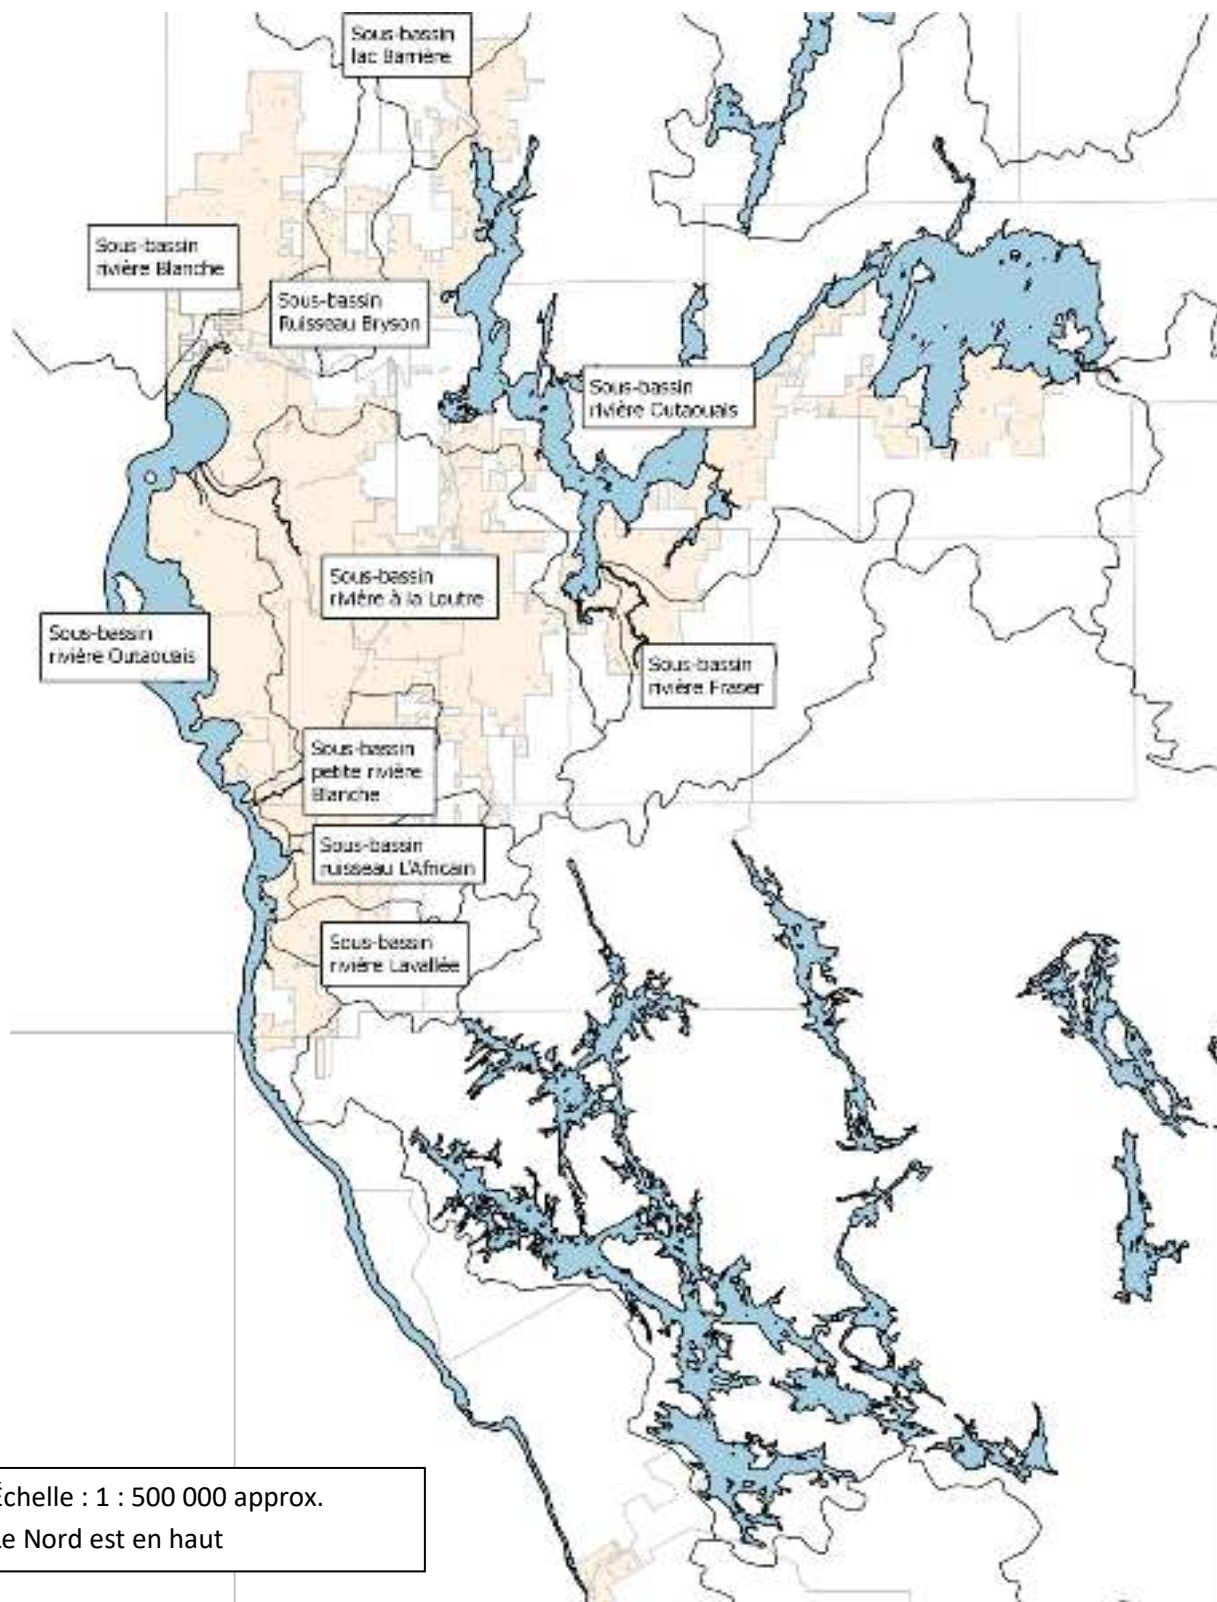 Sous-bassin
lac Barrière
Sous-bassin
rivière Blanche
Sous-bassin
Ruisseau Bryson
Sous-bassin
rivière Outaouais
Sous-bassin
rivière à la Loutre
Sous-bassin
rivière Outaouais
Sous-bassin
rivière Fraser
Sous-bassin
petite rivière
Blanche
Sous-bassin
ruisseau L'Africain
Sous-bassin
rivière Lavallée
Échelle : 1 : 500 000 approx.
Le Nord est en haut